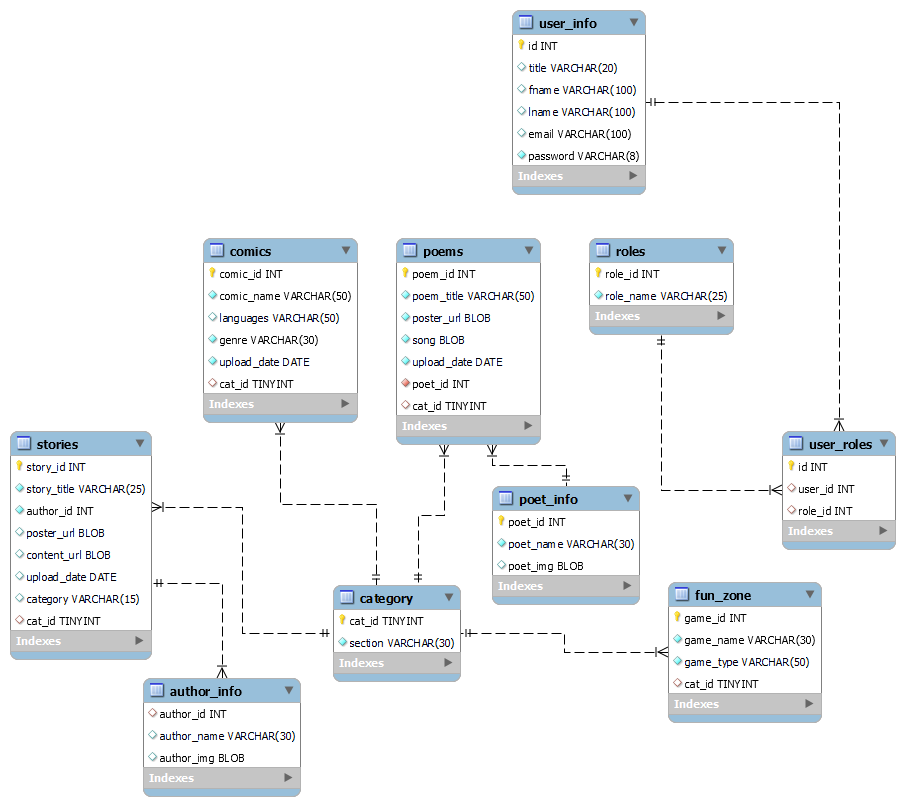 user_info
id INT
title VARCHAR(20)
fname VARCHAR(100)
lname VARCHAR(100)
email VARCHAR(100)
password VARCHAR(8)
Indexes
comics
comic_id INT
comic_name VARCHAR(50)
languages VARCHAR(50)
genre VARCHAR(30)
upload_date DATE
cat_id TINYINT
Indexes
poems
poem_id INT
poem_title VARCHAR(50)
poster_url BLOB
song BLOB
upload_date DATE
poet_id INT
cat_id TINYINT
Indexes
roles
role_id INT
role_name VARCHAR(25)
Indexes
stories
story_id INT
story_title VARCHAR(25)
author_id INT
poster_url BLOB
content_url BLOB
upload_date DATE
category VARCHAR(15)
cat_id TINYINT
Indexes
user_roles
id INT
user_id INT
role_id INT
Indexes
poet_info
poet_id INT
poet_name VARCHAR(30)
poet_img BLOB
Indexes
category
cat_id TINYINT
section VARCHAR(30)
Indexes
fun_zone
game_id INT
game_name VARCHAR(30)
game_type VARCHAR(50)
cat_id TINYINT
Indexes
author_info
author_id INT
author_name VARCHAR(30)
author_img BLOB
Indexes